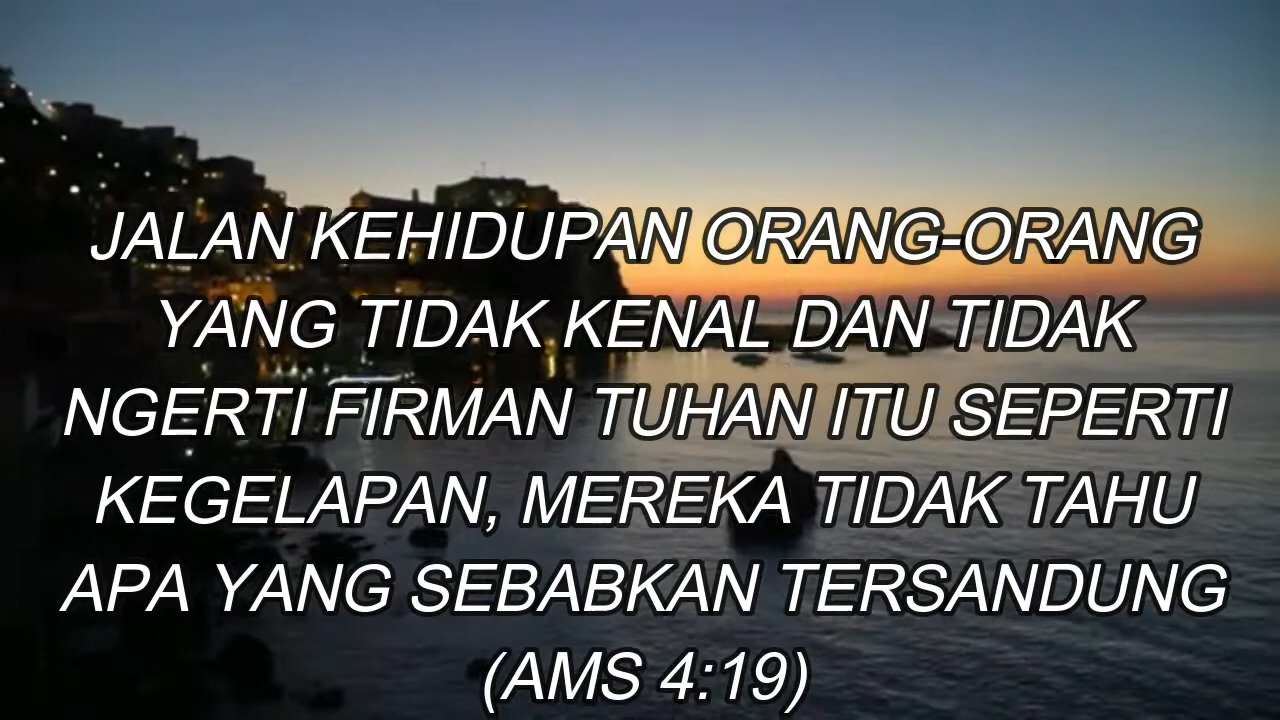 JALAN KEHIDUPAN ORANG-ORANG
YANG TIDAK KENAL DAN TIDAK
NGERTI FIRMAN TUHAN ITU SEPERTI
KEGELAPAN, MEREKA TIDAK TAHU
APA YANG SEBABKAN TERSANDUNG
(AMS 4:19)